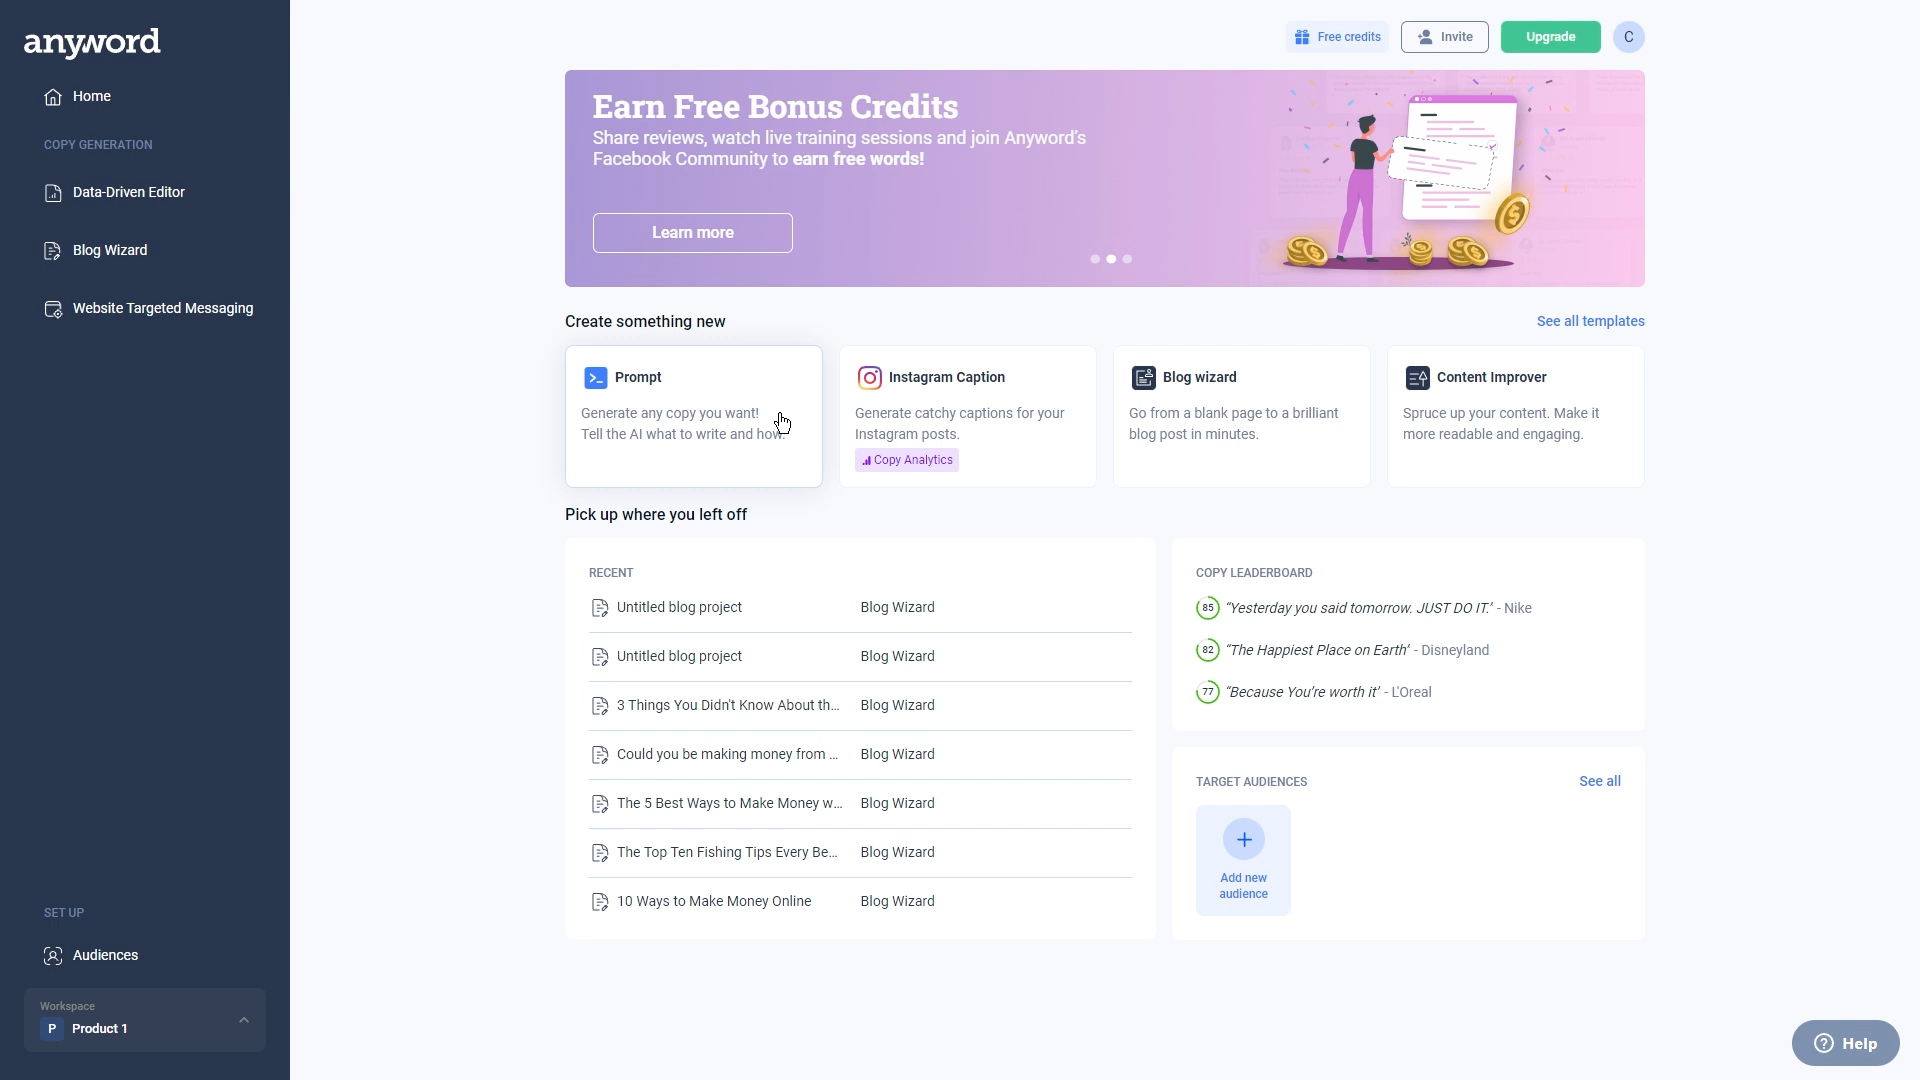 anyword
Home
COPY GENERATION
Data-Driven Editor
Blog Wizard
Website Targeted Messaging
SET UP
Audiences
Workspace
P Product 1
Free credits
Invite
Upgrade
C
Earn Free Bonus Credits
Share reviews, watch live training sessions and join Anyword's
Facebook Community to earn free words!
Learn more
Create something new
See all templates
Prompt
Generate any copy you want!
Tell the AI what to write and how.
Instagram Caption
Generate catchy captions for your
Instagram posts.
Copy Analytics
Blog wizard
Go from a blank page to a brilliant
blog post in minutes.
Content Improver
Spruce up your content. Make it
more readable and engaging.
Pick up where you left off
RECENT
Untitled blog project Blog Wizard
Untitled blog project Blog Wizard
3 Things You Didn't Know About th... Blog Wizard
Could you be making money from ... Blog Wizard
The 5 Best Ways to Make Money w... Blog Wizard
The Top Ten Fishing Tips Every Be... Blog Wizard
10 Ways to Make Money Online Blog Wizard
COPY LEADERBOARD
85 "Yesterday you said tomorrow. JUST DO IT." - Nike
82 "The Happiest Place on Earth" - Disneyland
77 "Because You're worth it" - L'Oreal
TARGET AUDIENCES
See all
Add new
audience
Help